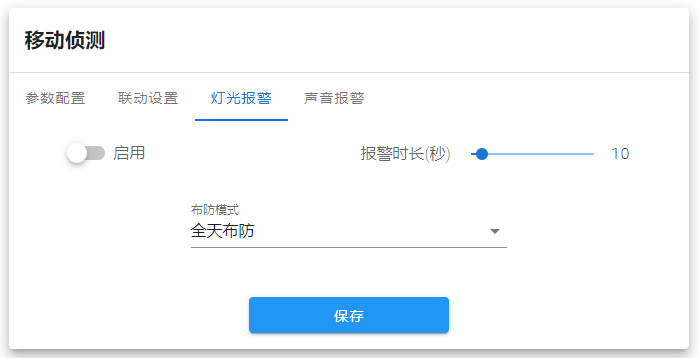 移动侦测
参数配置 联动设置 灯光报警 声音报警
启用 报警时长(秒) 10
布防模式
全天布防
保存